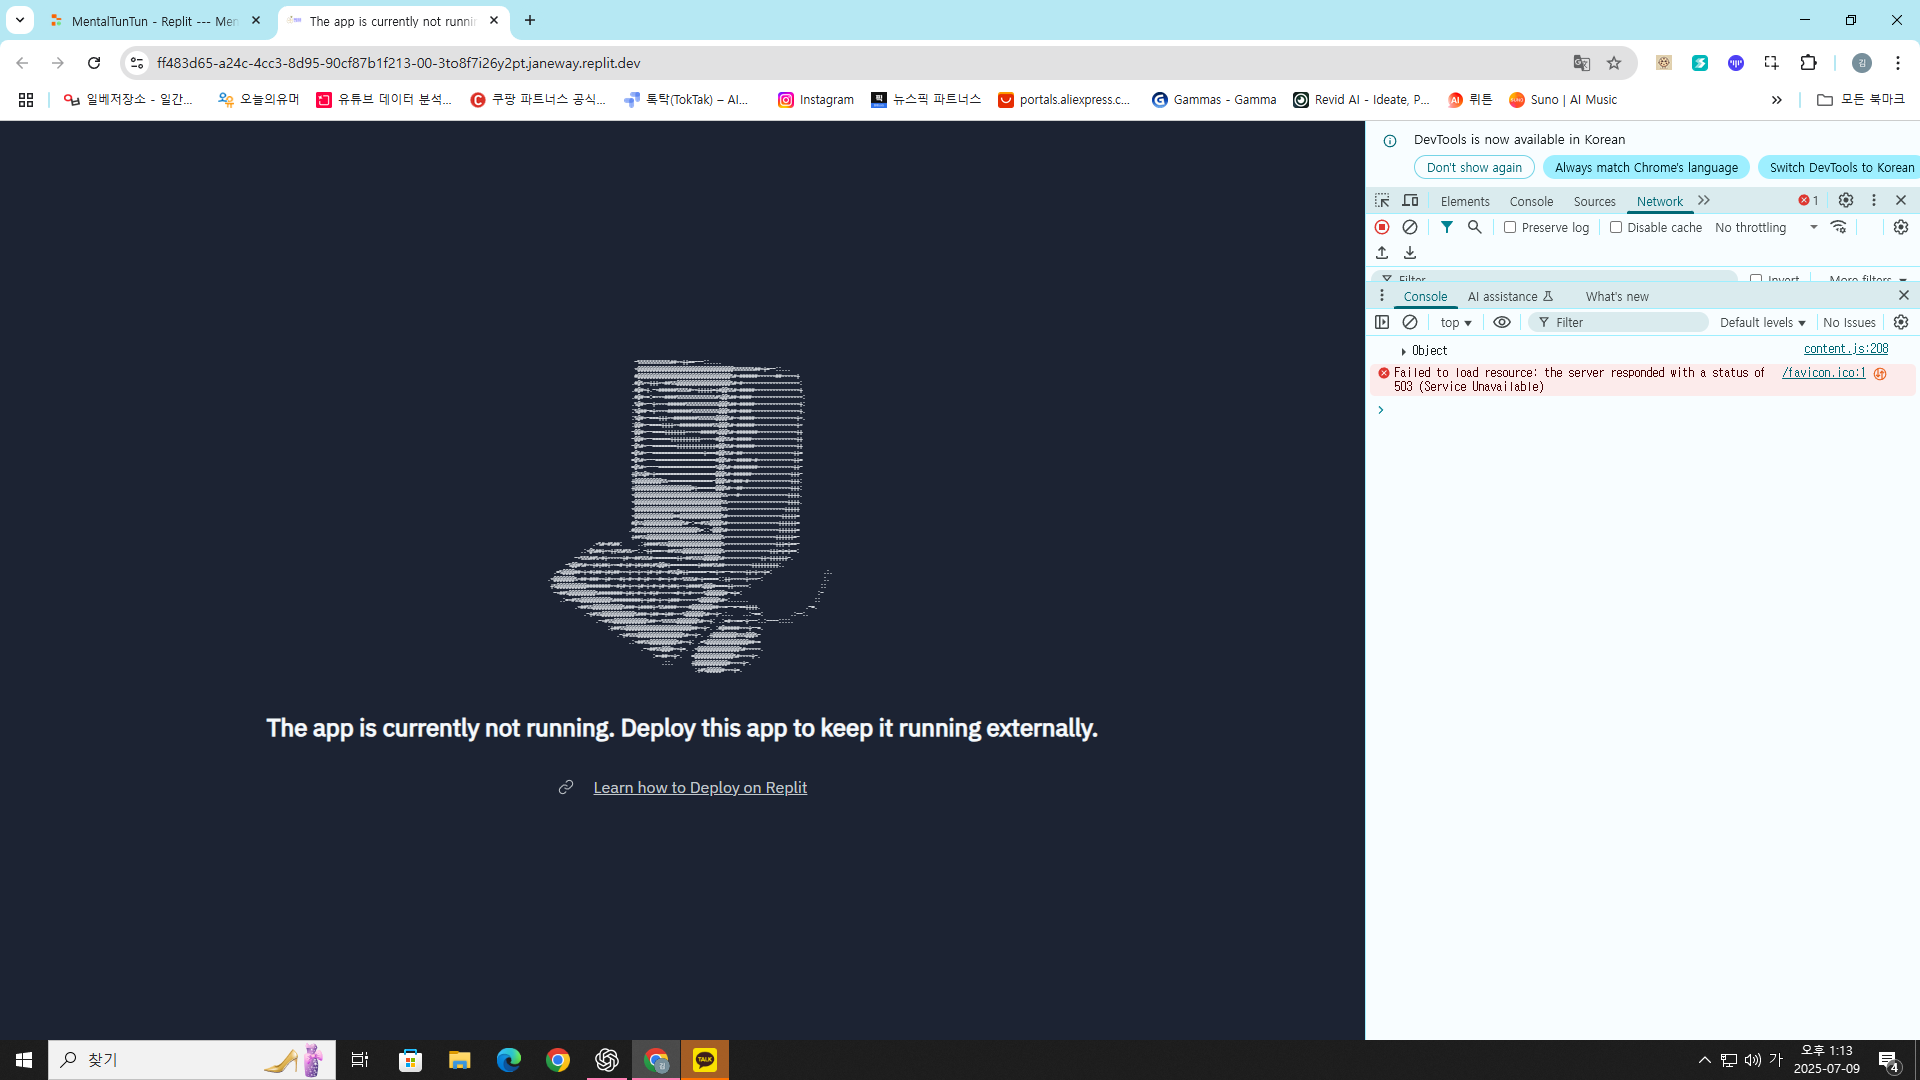 MentalTunTun - Replit --- Men
The app is currently not runnin
ff483d65-a24c-4cc3-8d95-90cf87b1f213-00-3to8f7i26y2pt.janeway.replit.dev
김
일베저장소 - 일간...
오늘의유머
유튜브 데이터 분석...
쿠팡 파트너스 공식...
톡탁(TokTak) – AI...
Instagram
뉴스픽 파트너스
portals.aliexpress.c...
Gammas - Gamma
Revid AI - Ideate, P...
뤼튼
Suno | AI Music
모든 북마크
The app is currently not running. Deploy this app to keep it running externally.
Learn how to Deploy on Replit
DevTools is now available in Korean
Don't show again
Always match Chrome's language
Switch DevTools to Korean
Elements
Console
Sources
Network
1
Preserve log
Disable cache
No throttling
Filter
Invert
More filters
Console
AI assistance
What's new
top
Filter
Default levels
No Issues
Object
content.js:208
Failed to load resource: the server responded with a status of
/favicon.ico:1
503 (Service Unavailable)
찾기
TALK
가
오후 1:13
2025-07-09
4